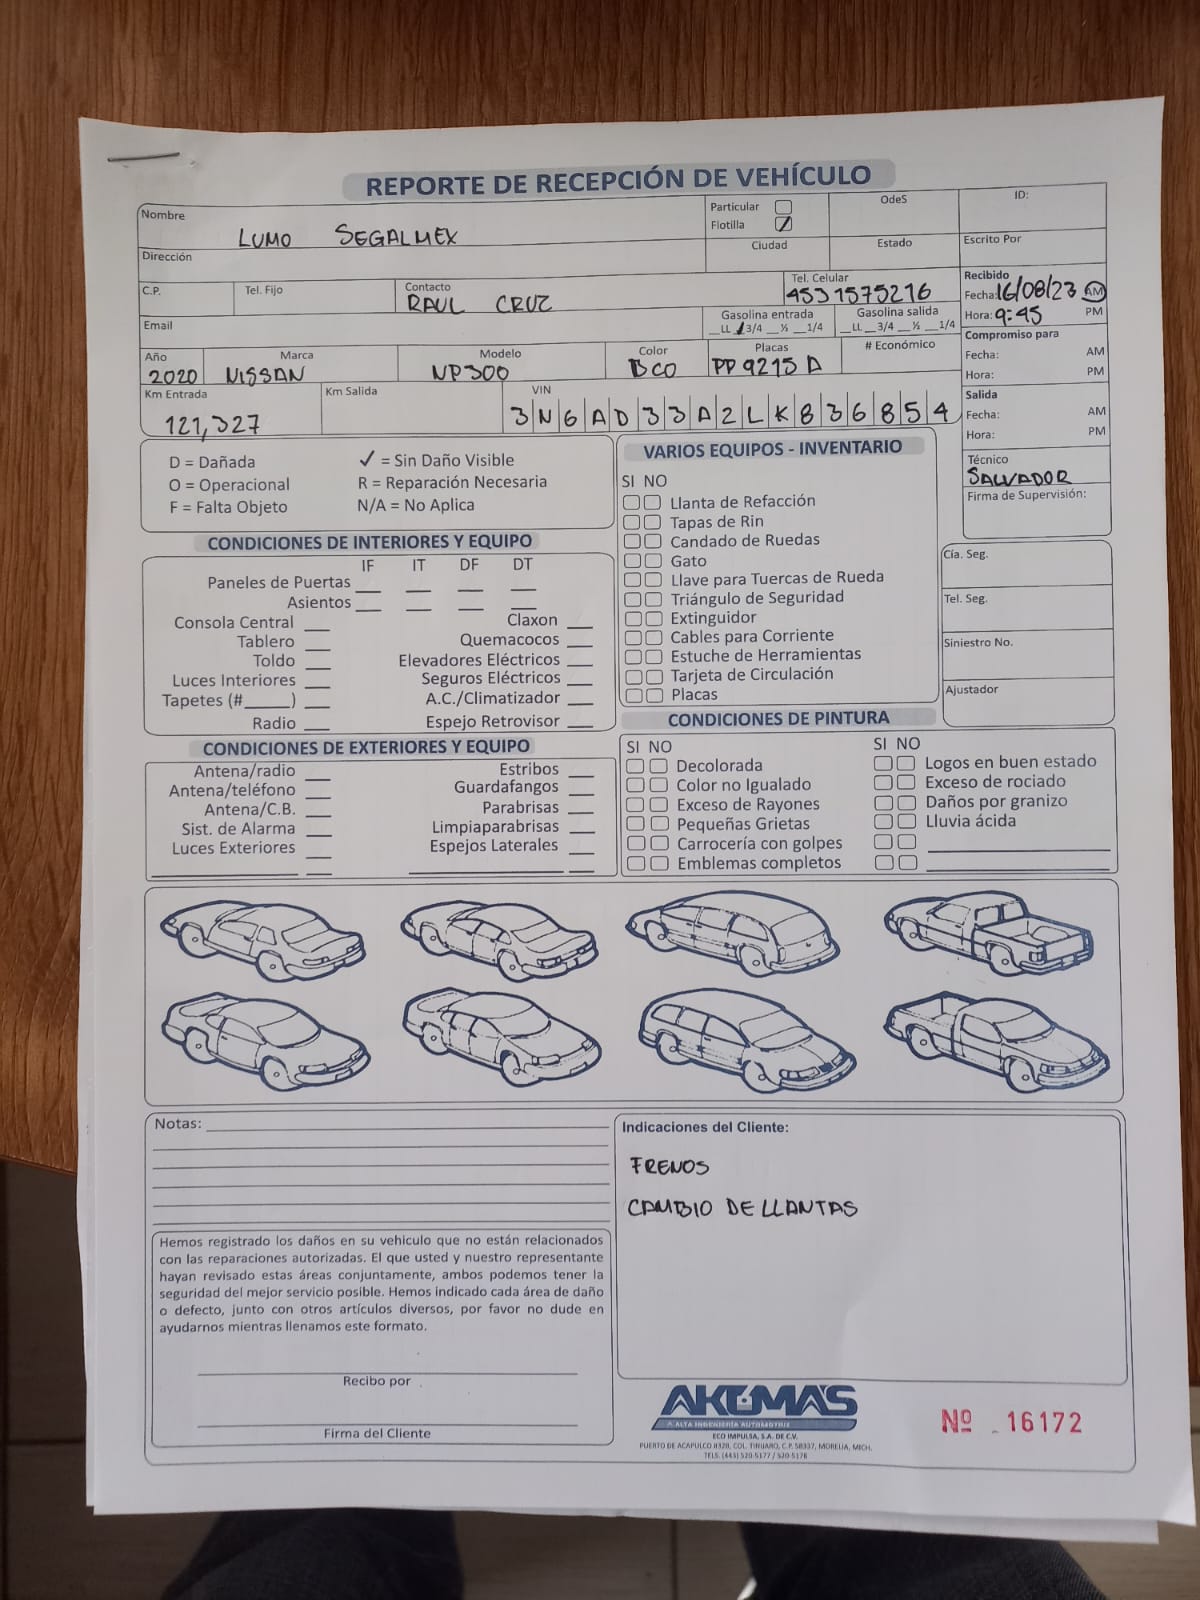 REPORTE DE RECEPCIÓN DE VEHÍCULO
Nombre LUMO SEGALMEX
Particular
Flotilla
OdeS
ID:
Dirección
Ciudad
Estado
Escrito Por
C.P.
Tel. Fijo
Contacto RAUL CRUZ
Tel. Celular 4531575216
Recibido
Fecha: 16/08/23 AM
Hora: 9:45 PM
Email
Gasolina entrada
__LL __3/4 __½ __1/4
Gasolina salida
__LL __3/4 __½ __1/4
Compromiso para
Fecha: AM
Hora: PM
Año 2020
Marca NISSAN
Modelo NP300
Color BCO
Placas PP9215A
# Económico
Km Entrada 121,327
Km Salida
VIN 3N6AD33A2LK836854
Salida
Fecha: AM
Hora: PM
Técnico
SALVADOR
Firma de Supervisión:
D = Dañada
O = Operacional
F = Falta Objeto
✓ = Sin Daño Visible
R = Reparación Necesaria
N/A = No Aplica
VARIOS EQUIPOS - INVENTARIO
SI NO
Llanta de Refacción
Tapas de Rin
Candado de Ruedas
Gato
Llave para Tuercas de Rueda
Triángulo de Seguridad
Extinguidor
Cables para Corriente
Estuche de Herramientas
Tarjeta de Circulación
Placas
Cía. Seg.
Tel. Seg.
Siniestro No.
Ajustador
CONDICIONES DE INTERIORES Y EQUIPO
IF IT DF DT
Paneles de Puertas
Asientos
Consola Central
Tablero
Toldo
Luces Interiores
Tapetes (#_____)
Radio
Claxon
Quemacocos
Elevadores Eléctricos
Seguros Eléctricos
A.C./Climatizador
Espejo Retrovisor
CONDICIONES DE EXTERIORES Y EQUIPO
Antena/radio
Antena/teléfono
Antena/C.B.
Sist. de Alarma
Luces Exteriores
Estribos
Guardafangos
Parabrisas
Limpiaparabrisas
Espejos Laterales
CONDICIONES DE PINTURA
SI NO
Decolorada
Color no Igualado
Exceso de Rayones
Pequeñas Grietas
Carrocería con golpes
Emblemas completos
SI NO
Logos en buen estado
Exceso de rociado
Daños por granizo
Lluvia ácida
Notas:
Indicaciones del Cliente:
FRENOS
CAMBIO DE LLANTAS
Hemos registrado los daños en su vehiculo que no están relacionados
con las reparaciones autorizadas. El que usted y nuestro representante
hayan revisado estas áreas conjuntamente, ambos podemos tener la
seguridad del mejor servicio posible. Hemos indicado cada área de daño
o defecto, junto con otros artículos diversos, por favor no dude en
ayudarnos mientras llenamos este formato.
Recibo por
Firma del Cliente
AKEMAS
ALTA INGENIERÍA AUTOMOTRIZ
ECO IMPULSA, S.A. DE C.V.
PUERTO DE ACAPULCO #328, COL. TINIJARO, C.P. 58337, MORELIA, MICH.
TELS. (443) 520-5177 / 520-5178
Nº 16172